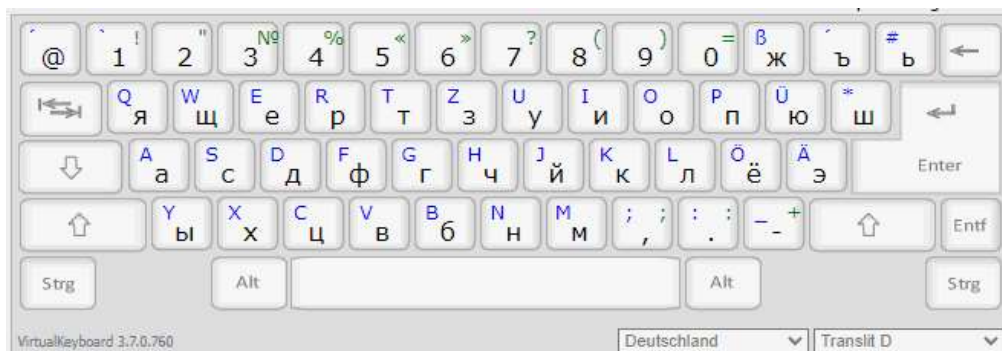 ´ @ ` ! 1 " 2 № 3 % 4 « 5 » 6 ? 7 ( 8 ) 9 = 0 ß ж ´ ъ # ь
Q я W щ E е R р T т Z з U у I и O о P п Ü ю * ш
A а S с D д F ф G г H ч J й K к L л Ö ё Ä э Enter
Y ы X х C ц V в B б N н M м ; ; , : : . _ + - Entf
Strg Alt Alt Strg
VirtualKeyboard 3.7.0.760 Deutschland Translit D